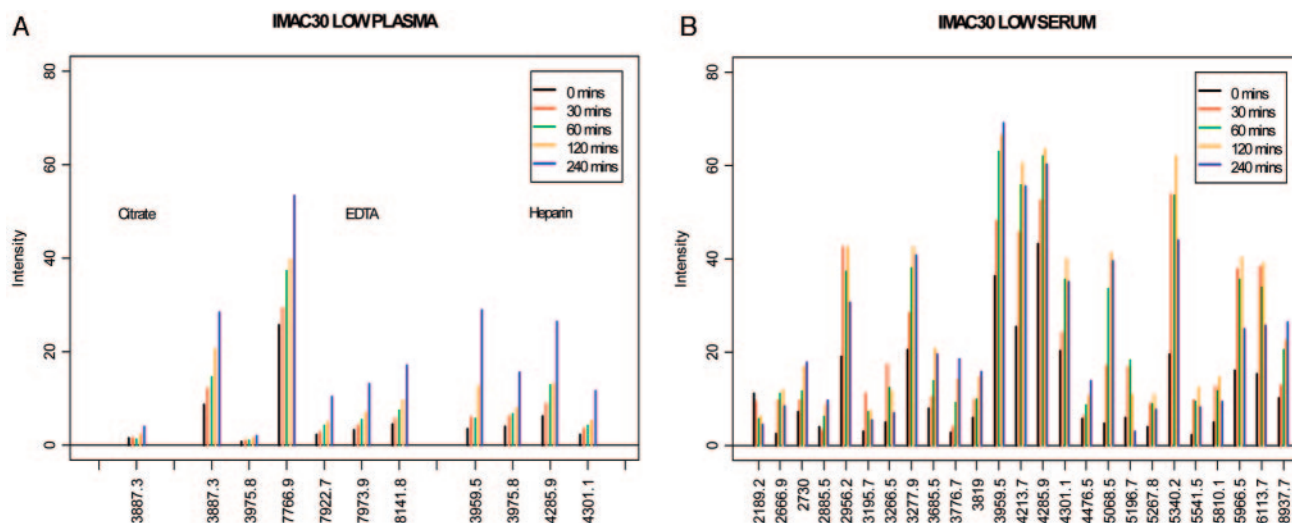 A
IMAC30 LOW PLASMA
Intensity
80
60
40
20
0
0 mins
30 mins
60 mins
120 mins
240 mins
Citrate
EDTA
Heparin
3887.3
3887.3
3975.8
7766.9
7922.7
7973.9
8141.8
3959.5
3975.8
4285.9
4301.1
B
IMAC30 LOW SERUM
Intensity
80
60
40
20
0
0 mins
30 mins
60 mins
120 mins
240 mins
2189.2
2666.9
2730
2885.5
2956.2
3195.7
3266.5
3277.9
3685.5
3776.7
3819
3959.5
4213.7
4285.9
4301.1
4476.5
5068.5
5196.7
5267.8
5340.2
5541.5
5810.1
5966.5
6113.7
8937.7